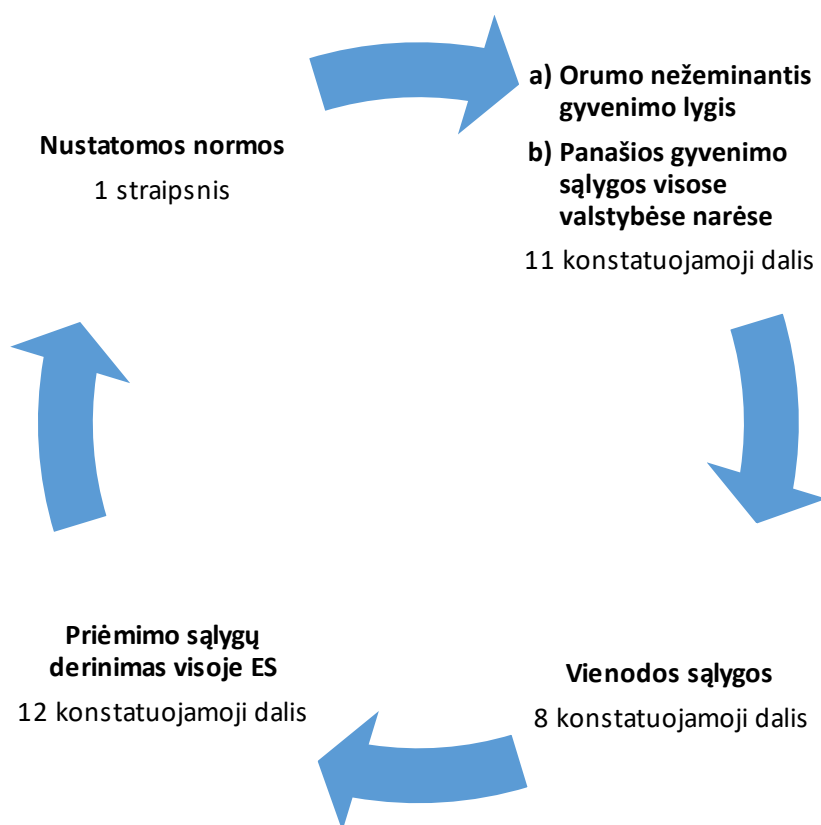 Nustatomos normos
1 straipsnis
a) Orumo nežeminantis
gyvenimo lygis
b) Panašios gyvenimo
sąlygos visose
valstybėse narėse
11 konstatuojamoji dalis
Vienodos sąlygos
8 konstatuojamoji dalis
Priėmimo sąlygų
derinimas visoje ES
12 konstatuojamoji dalis